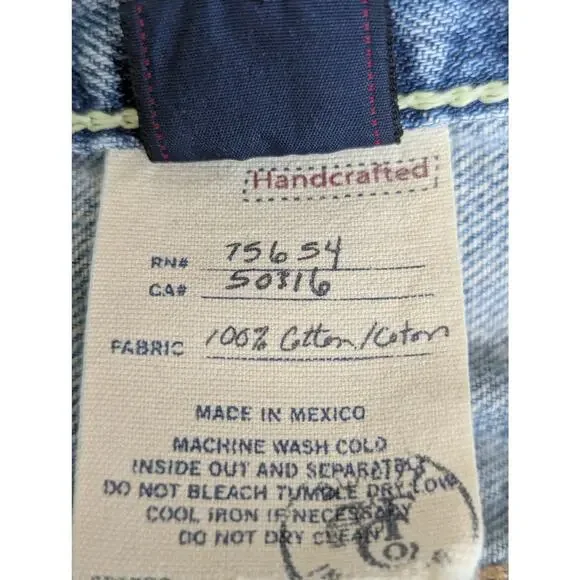 Handcrafted
RN# 75654
CA# 50316
FABRIC 100% Cotton/Coton
MADE IN MEXICO
MACHINE WASH COLD
INSIDE OUT AND SEPARATELY
DO NOT BLEACH TUMBLE DRY LOW
COOL IRON IF NECESSARY
DO NOT DRY CLEAN